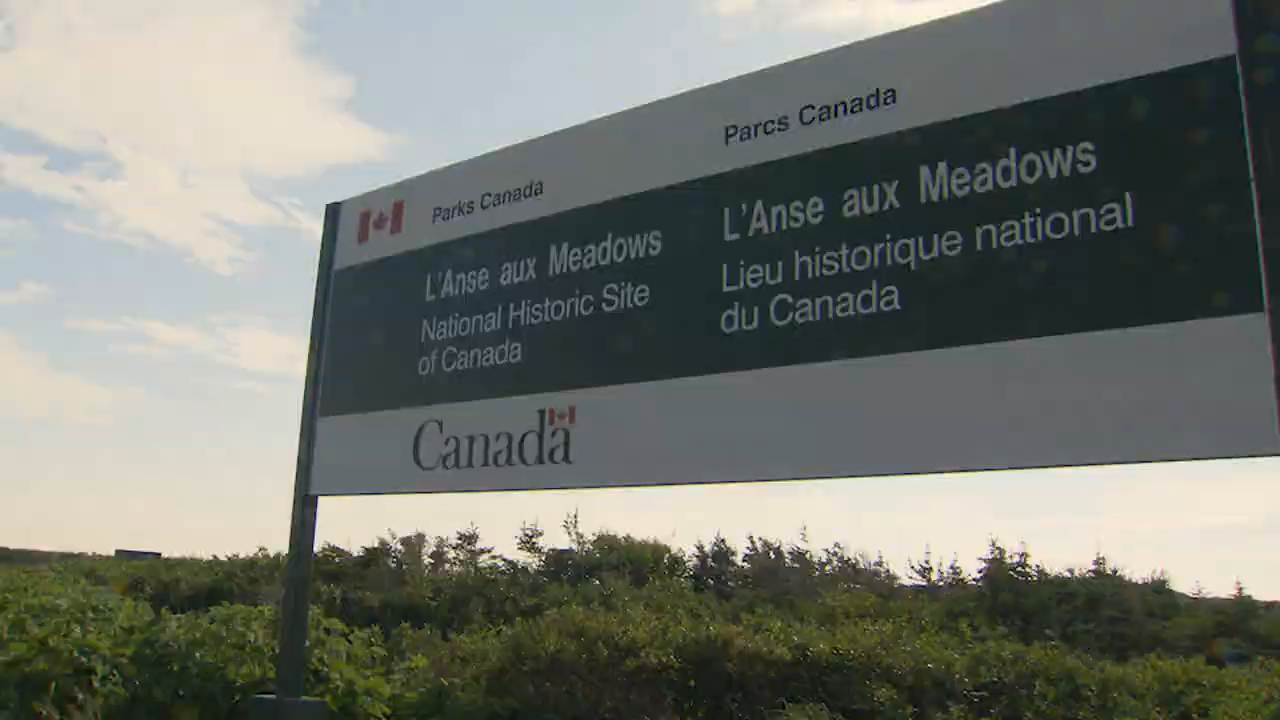 Parks Canada
L'Anse aux Meadows
National Historic Site
of Canada
Parcs Canada
L'Anse aux Meadows
Lieu historique national
du Canada
Canada